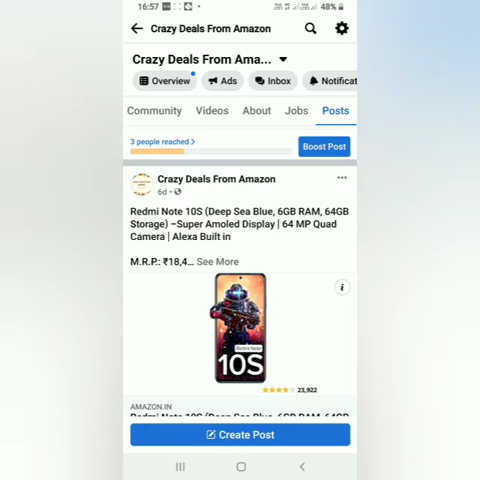 16:57
48%
Crazy Deals From Amazon
Crazy Deals From Ama...
Overview
Ads
Inbox
Notificat
Community
Videos
About
Jobs
Posts
3 people reached >
Boost Post
Crazy Deals From Amazon
6d
Redmi Note 10S (Deep Sea Blue, 6GB RAM, 64GB
Storage) –Super Amoled Display | 64 MP Quad
Camera | Alexa Built in
M.R.P.: ₹18,4... See More
Redmi Note
10S
23,922
AMAZON.IN
Redmi Note 10S (Deep Sea Blue, 6GB RAM, 64GB
Create Post